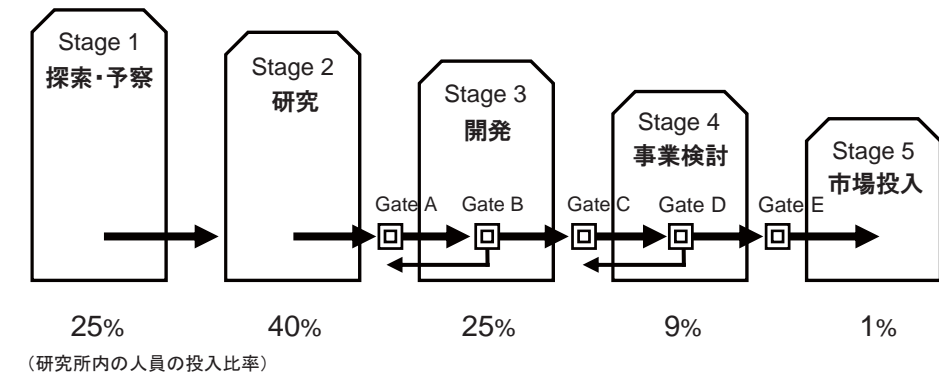 Stage 1
探索・予察
Stage 2
研究
Stage 3
開発
Stage 4
事業検討
Stage 5
市場投入
Gate A
Gate B
Gate C
Gate D
Gate E
25%
40%
25%
9%
1%
（研究所内の人員の投入比率）